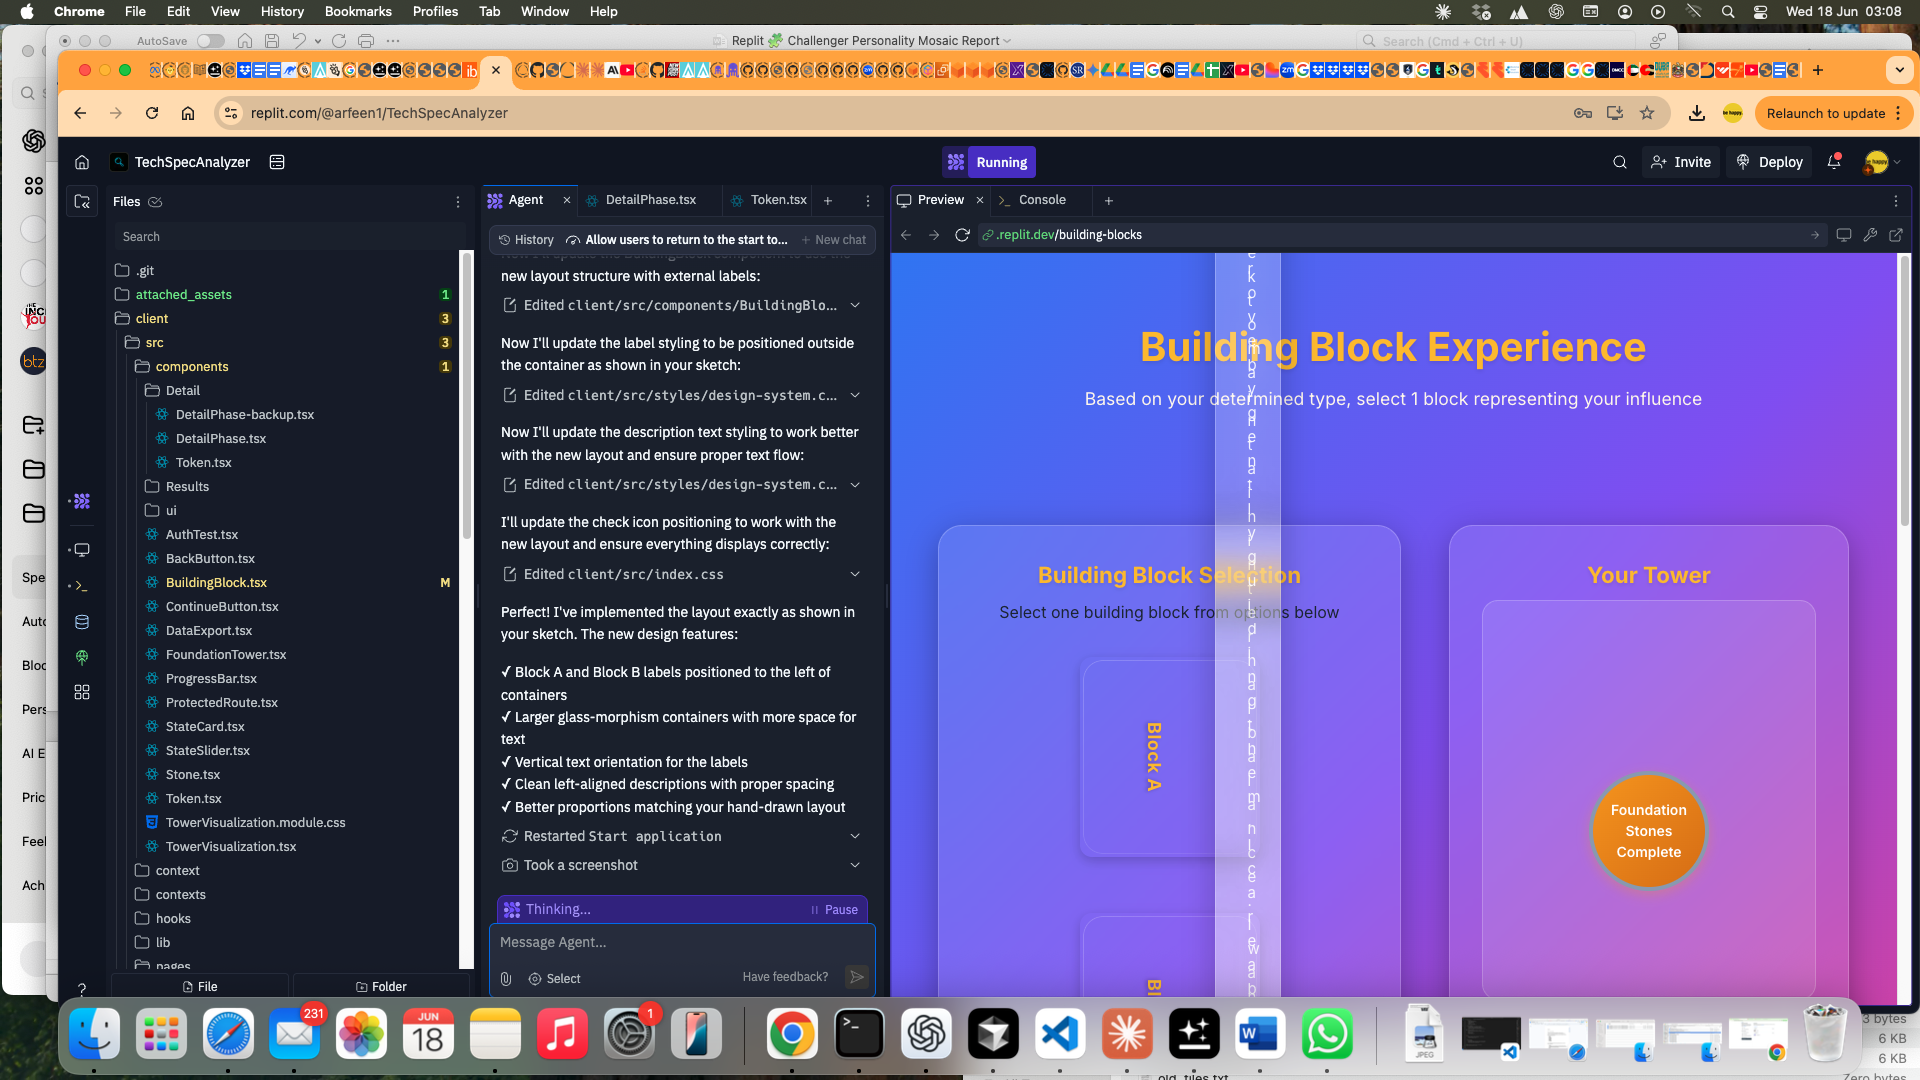 Chrome File Edit View History Bookmarks Profiles Tab Window Help
Wed 18 Jun 03:08
AutoSave
Replit 🧩 Challenger Personality Mosaic Report
Search (Cmd + Ctrl + U)
replit.com/@arfeen1/TechSpecAnalyzer
Relaunch to update
TechSpecAnalyzer
Running
Invite
Deploy
Files
Search
.git
attached_assets 1
client 3
src 3
components 1
Detail
DetailPhase-backup.tsx
DetailPhase.tsx
Token.tsx
Results
ui
AuthTest.tsx
BackButton.tsx
BuildingBlock.tsx M
ContinueButton.tsx
DataExport.tsx
FoundationTower.tsx
ProgressBar.tsx
ProtectedRoute.tsx
StateCard.tsx
StateSlider.tsx
Stone.tsx
Token.tsx
TowerVisualization.module.css
TowerVisualization.tsx
context
contexts
hooks
lib
pages
File
Folder
Agent
DetailPhase.tsx
Token.tsx
History
Allow users to return to the start to...
+ New chat
new layout structure with external labels:
Edited client/src/components/BuildingBlo...
Now I'll update the label styling to be positioned outside
the container as shown in your sketch:
Edited client/src/styles/design-system.c...
Now I'll update the description text styling to work better
with the new layout and ensure proper text flow:
Edited client/src/styles/design-system.c...
I'll update the check icon positioning to work with the
new layout and ensure everything displays correctly:
Edited client/src/index.css
Perfect! I've implemented the layout exactly as shown in
your sketch. The new design features:
✓ Block A and Block B labels positioned to the left of
containers
✓ Larger glass-morphism containers with more space for
text
✓ Vertical text orientation for the labels
✓ Clean left-aligned descriptions with proper spacing
✓ Better proportions matching your hand-drawn layout
Restarted Start application
Took a screenshot
Thinking...
Pause
Message Agent...
Select
Have feedback?
Preview
Console
.replit.dev/building-blocks
Building Block Experience
Based on your determined type, select 1 block representing your influence
Building Block Selection
Select one building block from options below
Block A
Bl
Your Tower
Foundation
Stones
Complete
Spe
Auto
Bloc
Pers
AI E
Pric
Feel
Ach
btz
231
JUN
18
1
JPEG
3 bytes
6 KB
6 KB
Zero bytes
old_files.txt